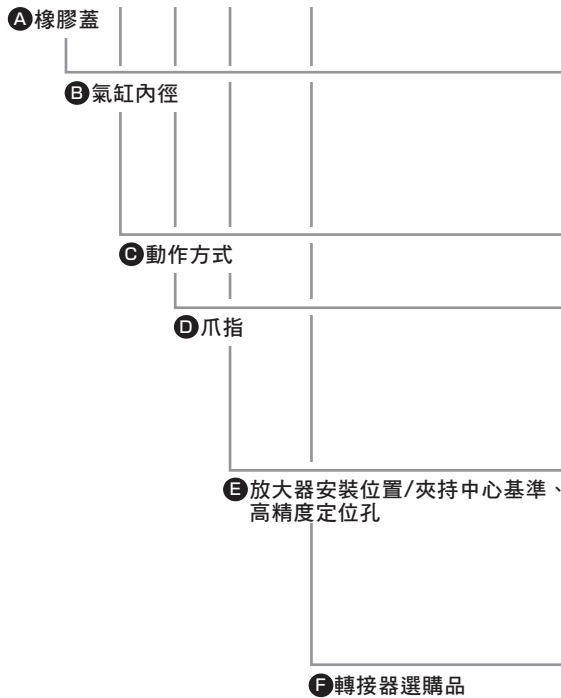 A橡膠蓋
B氣缸內徑
C動作方式
D爪指
E放大器安裝位置/夾持中心基準、
高精度定位孔
F轉接器選購品